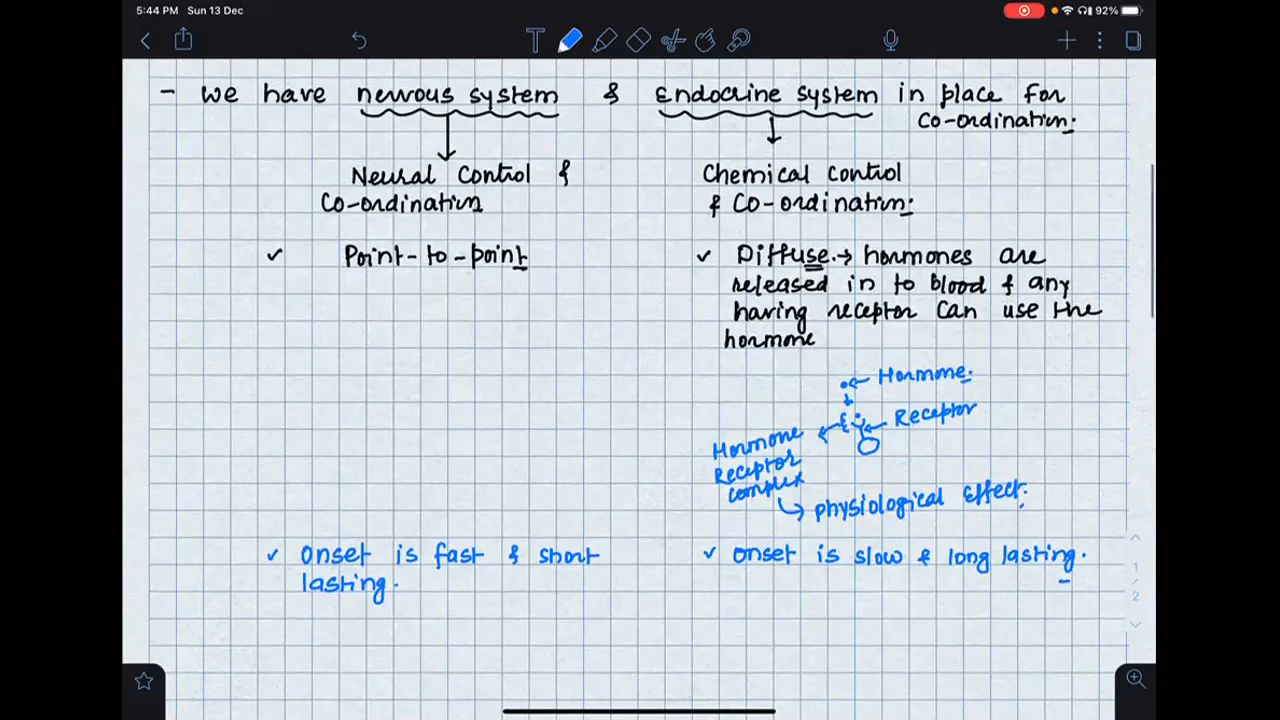 5:44 PM Sun 13 Dec
92%
- We have nervous system & Endocrine system in place for
Co-ordination.
Neural Control &
Co-ordination
Chemical control
& Co-ordination.
✓ Point-to-point
✓ Diffuse. → hormones are
released in to blood & any
having receptor can use the
hormone
← Hormone.
← Receptor
Hormone
Receptor
complex
→ physiological Effect.
✓ Onset is fast & short
lasting.
✓ onset is slow & long lasting.
1
/
2